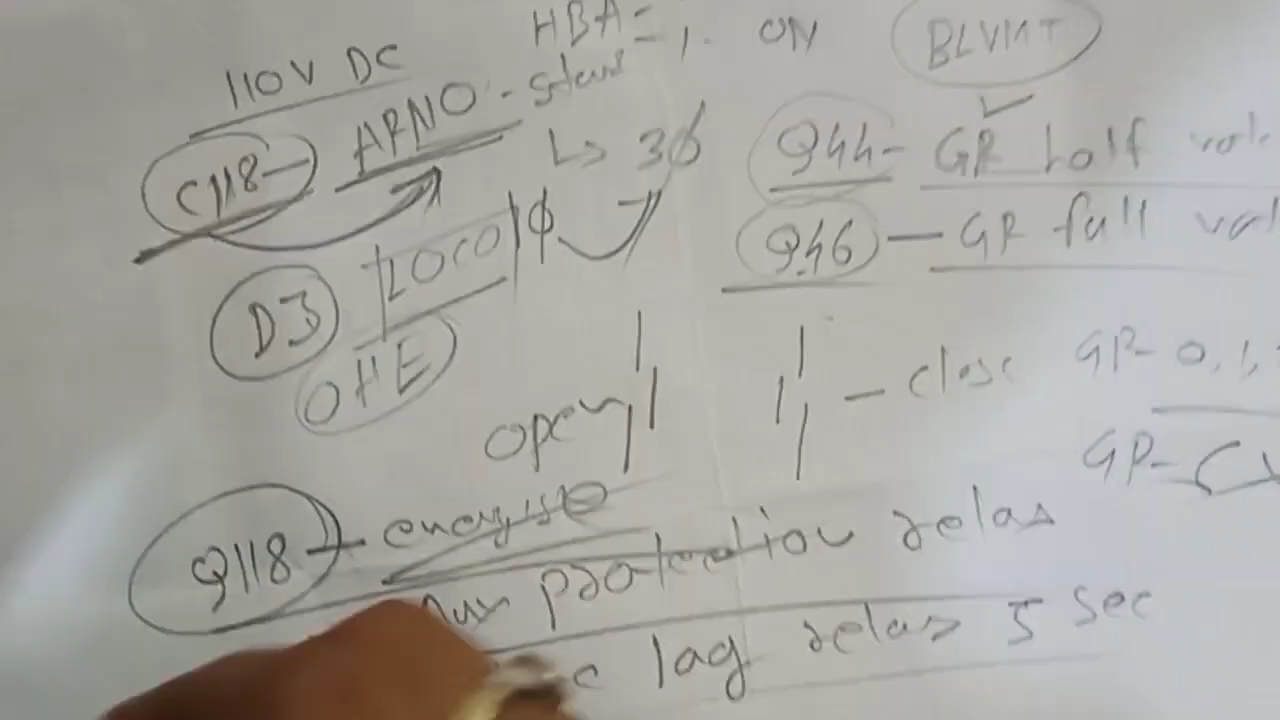 HBA = 1. ON
BLVMT
110V DC
C118 - ARNO - 
↳ 3φ
Q44 - GR half
Q46 — GR full
D3 LOCO 1φ
OHE
open
— close GP- 0, 1,
GP-
Q118 — energise
protection relay
lag relay 5 Sec